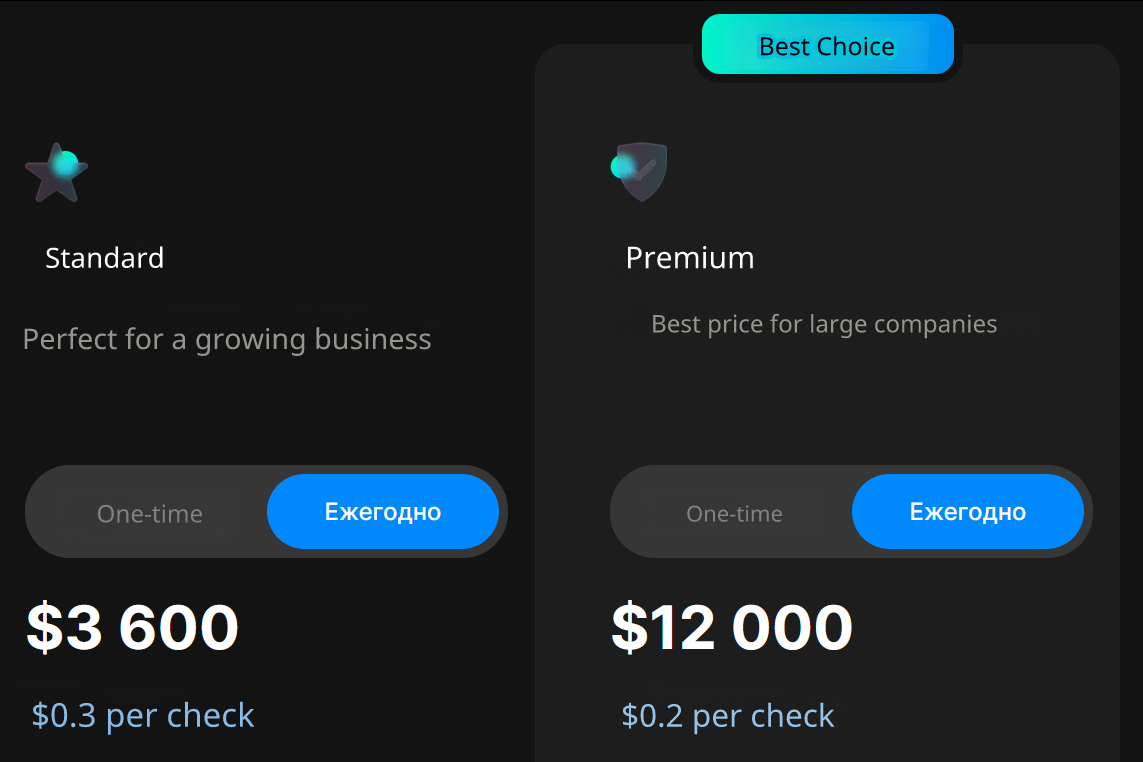 Best Choice
Standard
Perfect for a growing business
One-time
Ежегодно
$3 600
$0.3 per check
Premium
Best price for large companies
One-time
Ежегодно
$12 000
$0.2 per check